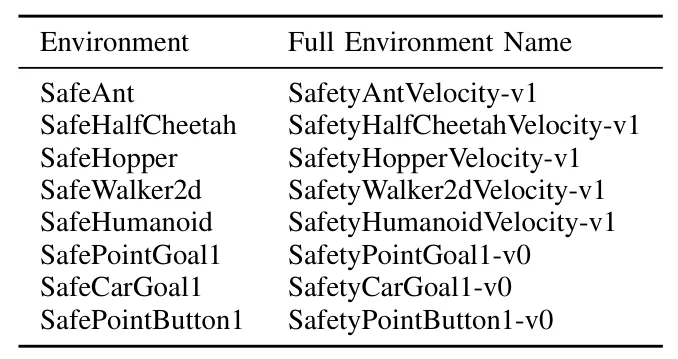 Environment Full Environment Name
SafeAnt SafetyAntVelocity-v1
SafeHalfCheetah SafetyHalfCheetahVelocity-v1
SafeHopper SafetyHopperVelocity-v1
SafeWalker2d SafetyWalker2dVelocity-v1
SafeHumanoid SafetyHumanoidVelocity-v1
SafePointGoal1 SafetyPointGoal1-v0
SafeCarGoal1 SafetyCarGoal1-v0
SafePointButton1 SafetyPointButton1-v0